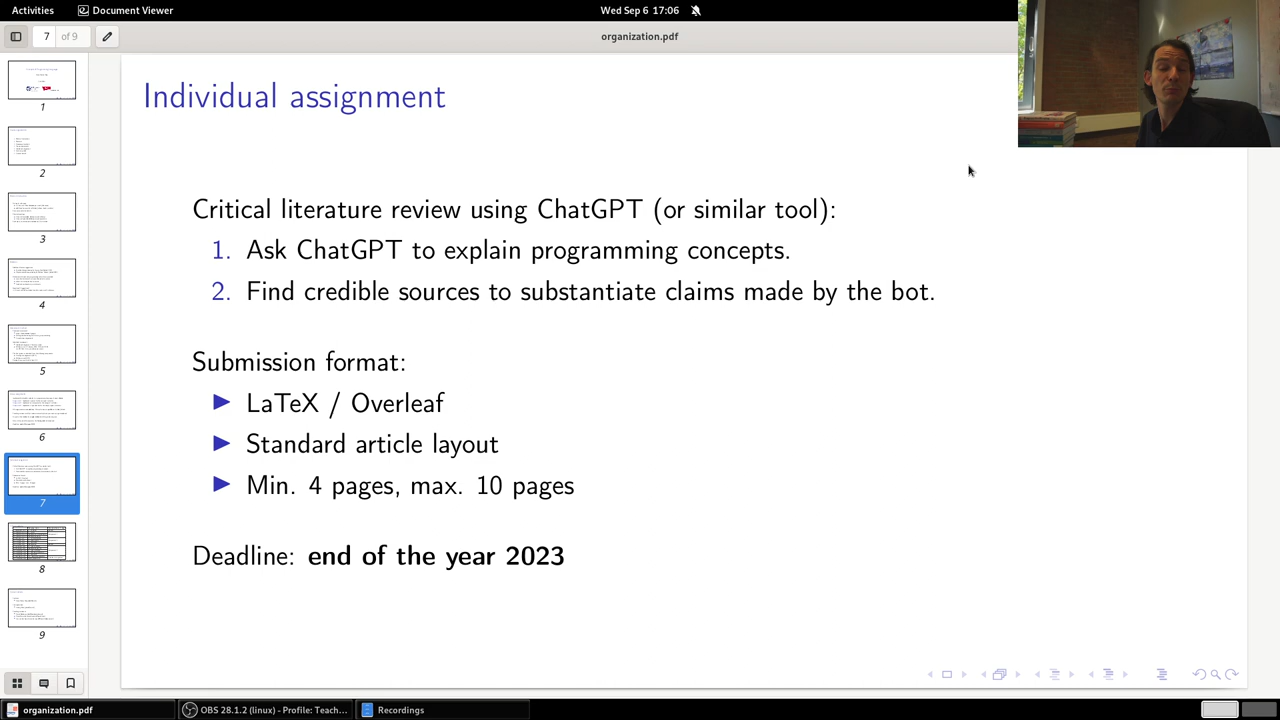 Activities
Document Viewer
Wed Sep 6 17:06
7
of 9
organization.pdf
Individual assignment
Critical literature review using ChatGPT (or similar tool):
1. Ask ChatGPT to explain programming concepts.
2. Find credible sources to substantiate claims made by the bot.
Submission format:
LaTeX / Overleaf
Standard article layout
Min. 4 pages, max. 10 pages
Deadline: end of the year 2023
1
2
3
4
5
6
7
8
9
organization.pdf
OBS 28.1.2 (linux) - Profile: Teach...
Recordings